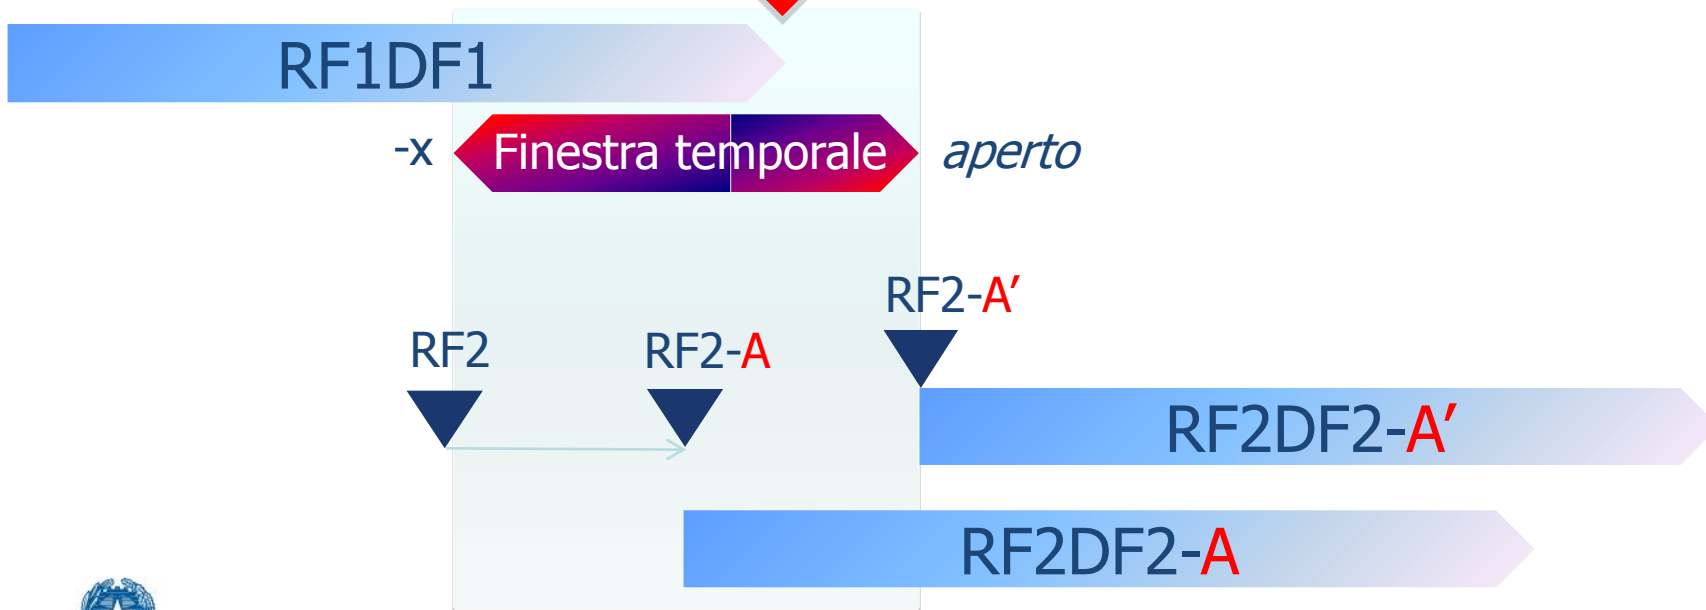 RF1DF1
-x Finestra temporale aperto
RF2-A’
RF2 RF2-A
RF2DF2-A’
RF2DF2-A